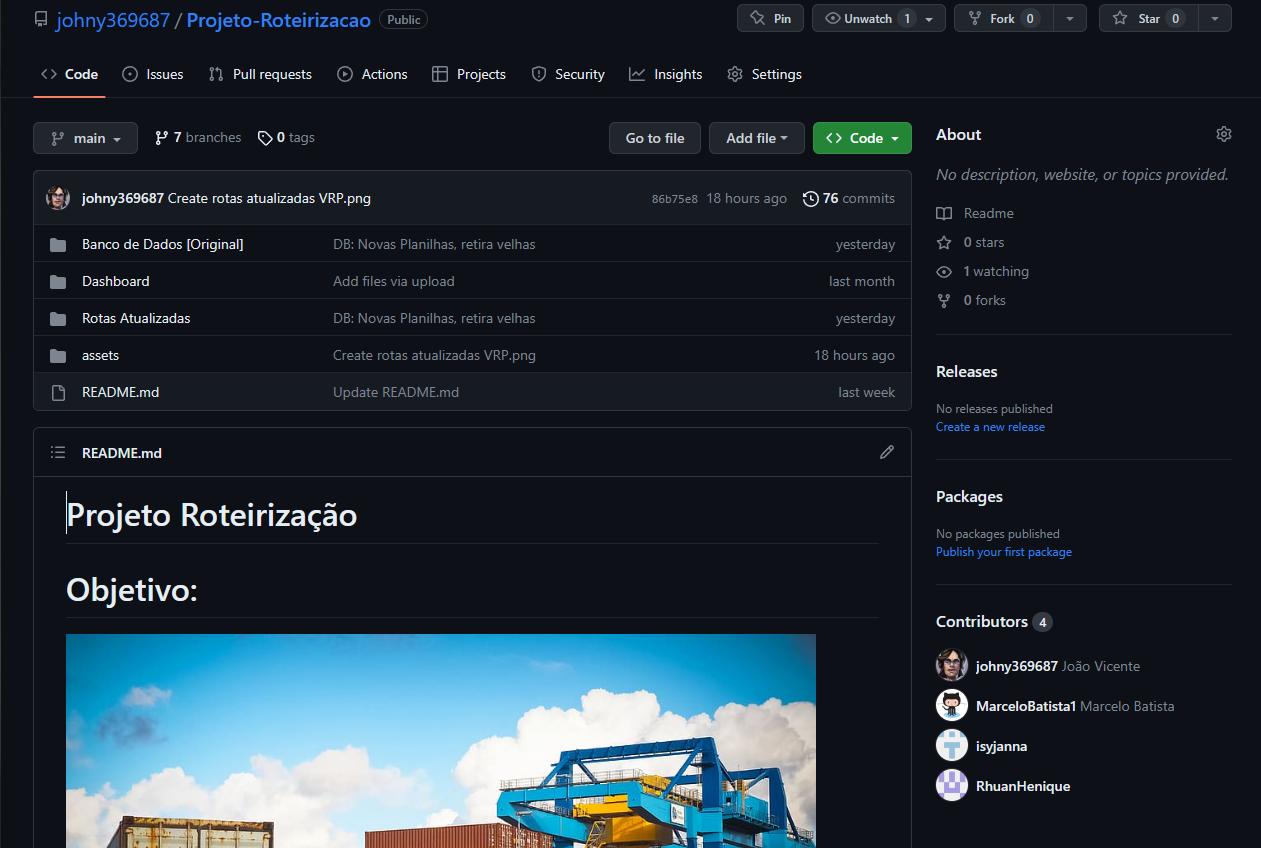 johny369687 / Projeto-Roteirizacao Public
Pin
Unwatch 1
Fork 0
Star 0
Code
Issues
Pull requests
Actions
Projects
Security
Insights
Settings
main
7 branches
0 tags
Go to file
Add file
Code
johny369687 Create rotas atualizadas VRP.png
86b75e8 18 hours ago
76 commits
Banco de Dados [Original] DB: Novas Planilhas, retira velhas yesterday
Dashboard Add files via upload last month
Rotas Atualizadas DB: Novas Planilhas, retira velhas yesterday
assets Create rotas atualizadas VRP.png 18 hours ago
README.md Update README.md last week
README.md
Projeto Roteirização
Objetivo:
About
No description, website, or topics provided.
Readme
0 stars
1 watching
0 forks
Releases
No releases published
Create a new release
Packages
No packages published
Publish your first package
Contributors 4
johny369687 João Vicente
MarceloBatista1 Marcelo Batista
isyjanna
RhuanHenique